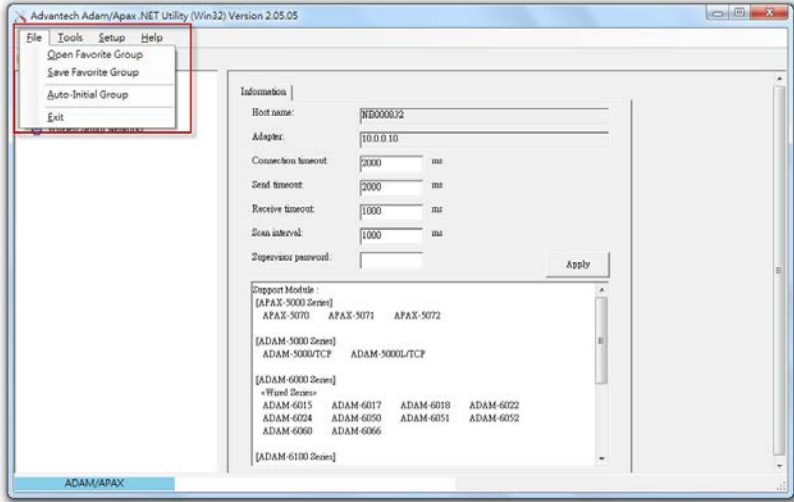 Advantech Adam/Apax .NET Utility (Win32) Version 2.05.05
File Tools Setup Help
Open Favorite Group
Save Favorite Group
Auto-Initial Group
Exit
Wireless Sensor Networks
Information
Host name: NB0000J2
Adapter: 10.0.0.10
Connection timeout: 2000 ms
Send timeout: 2000 ms
Receive timeout: 1000 ms
Scan interval: 1000 ms
Supervisor password:
Apply
Support Module :
[APAX-5000 Series]
APAX-5070 APAX-5071 APAX-5072
[ADAM-5000 Series]
ADAM-5000/TCP ADAM-5000L/TCP
[ADAM-6000 Series]
<Wired Series>
ADAM-6015 ADAM-6017 ADAM-6018 ADAM-6022
ADAM-6024 ADAM-6050 ADAM-6051 ADAM-6052
ADAM-6060 ADAM-6066
[ADAM-6100 Series]
ADAM/APAX